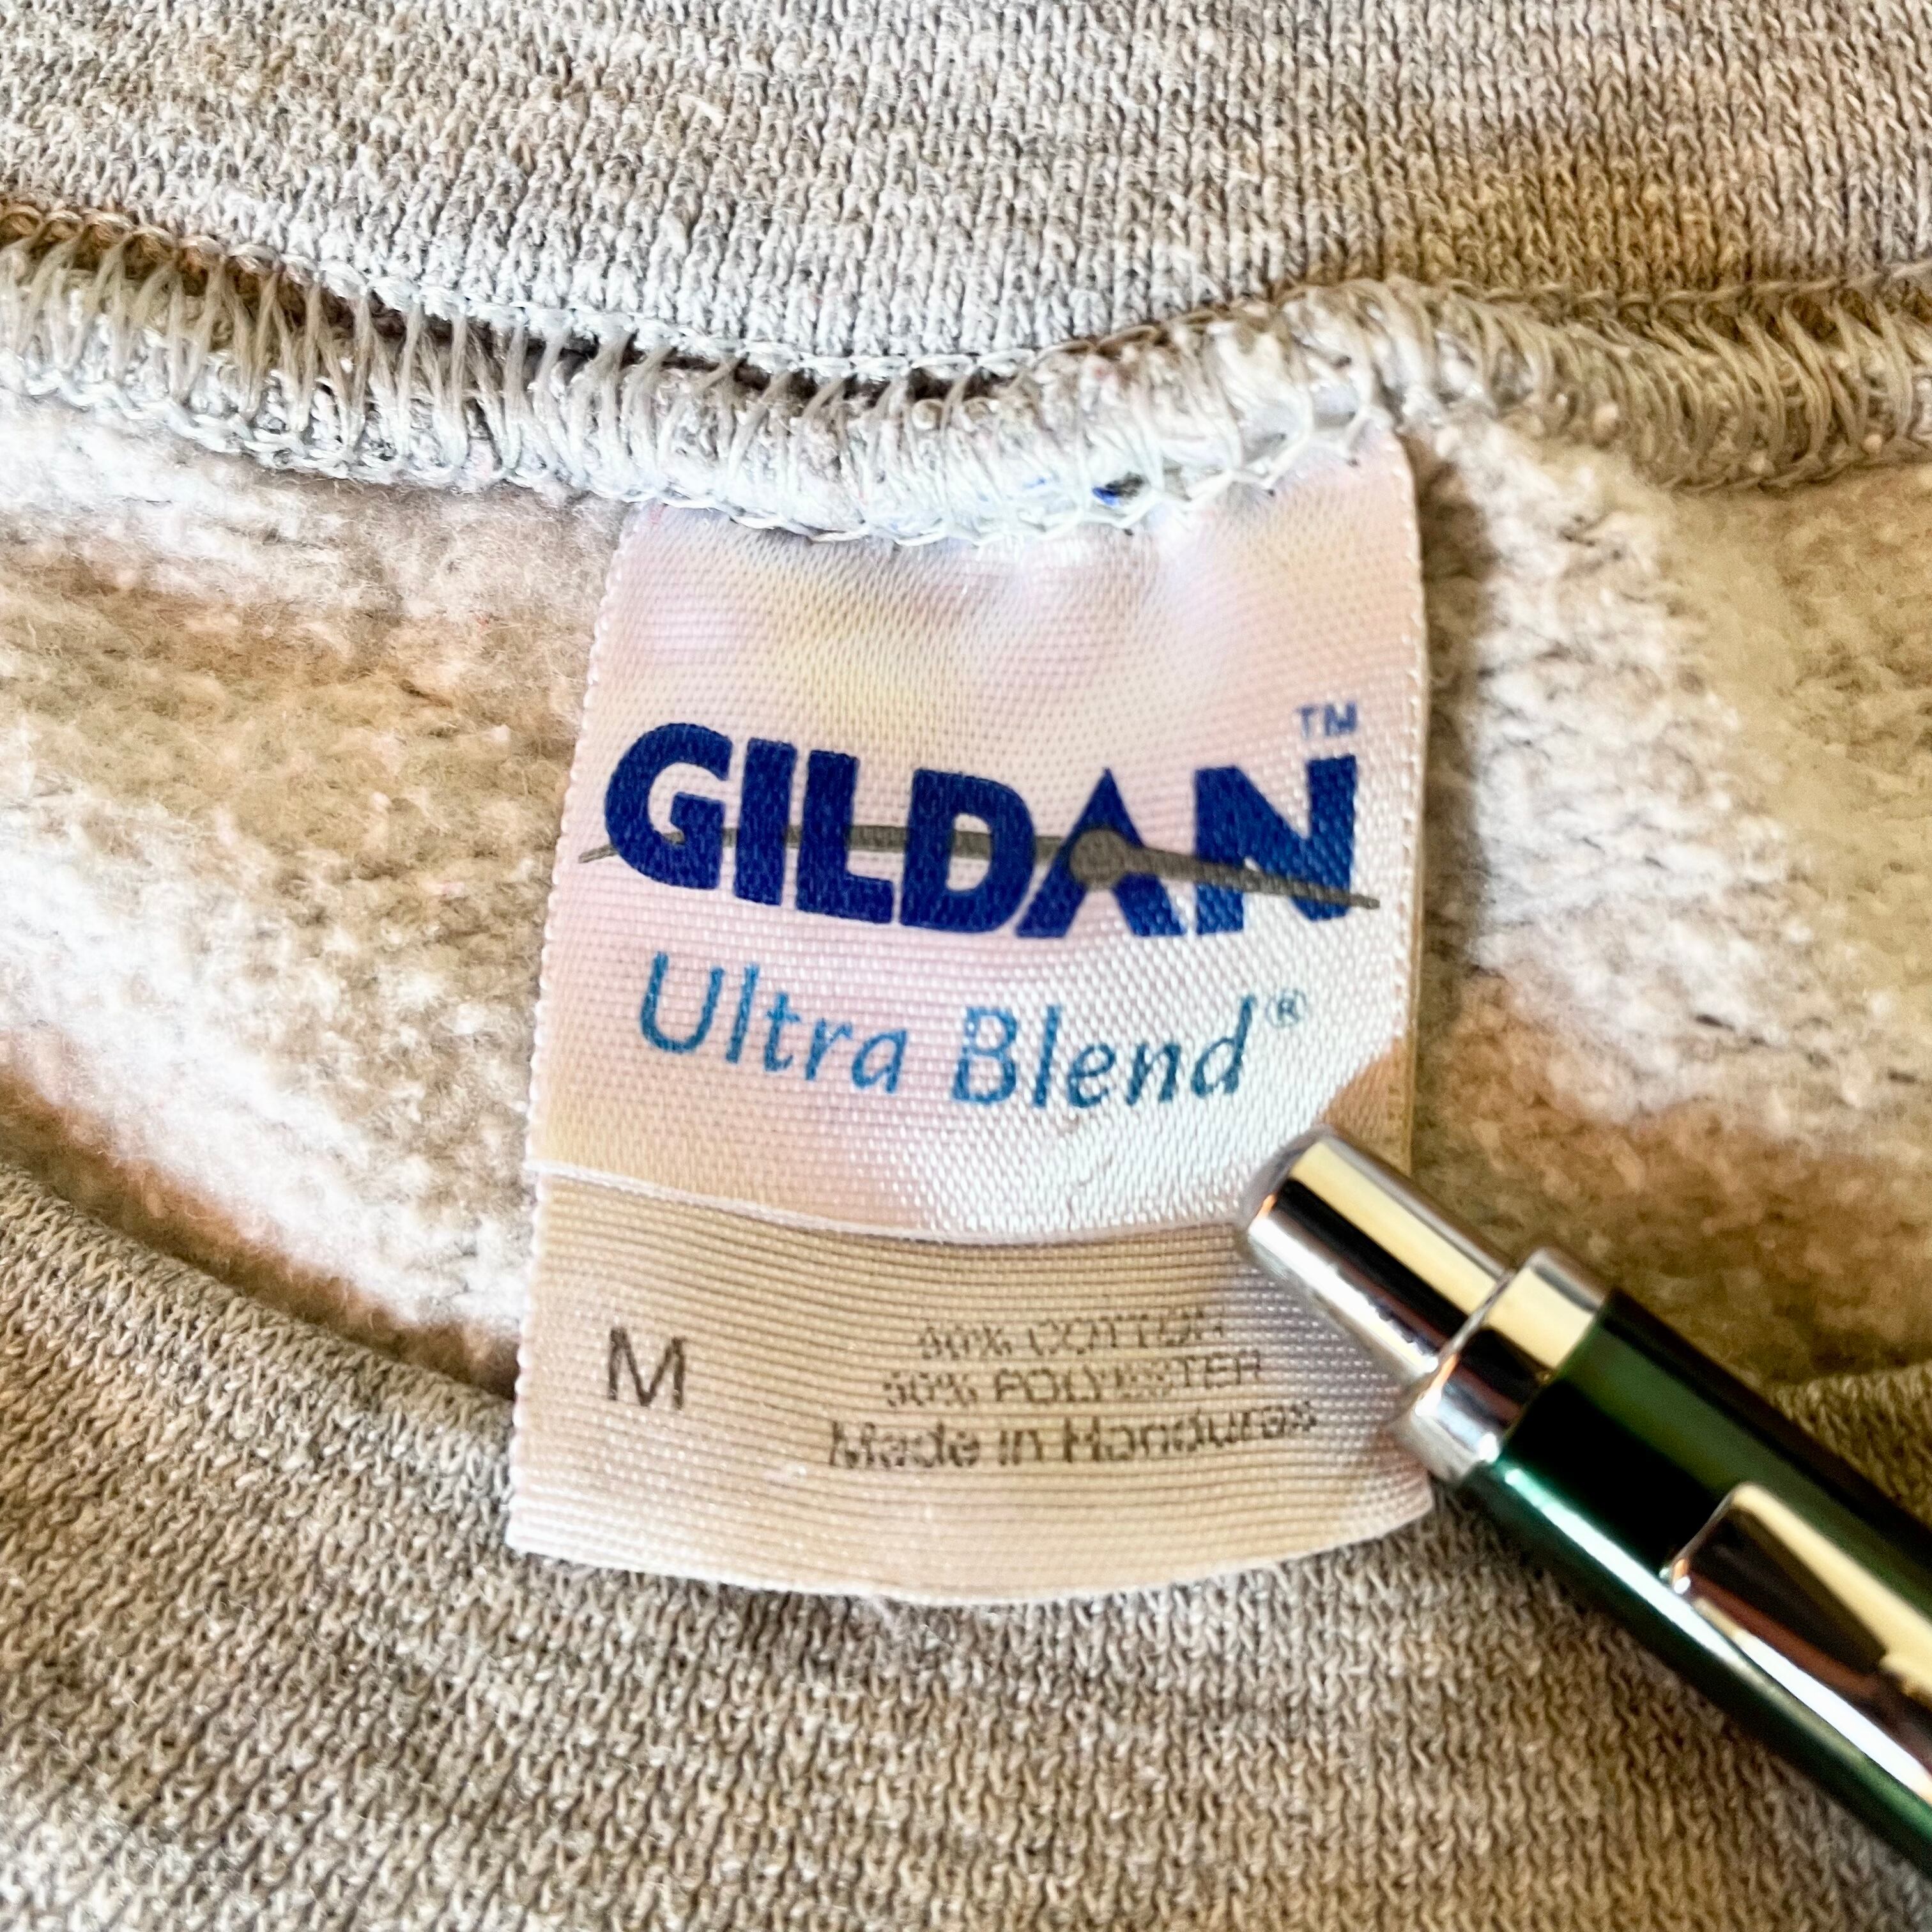 GILDAN™
Ultra Blend®
M
50% COTTON
50% POLYESTER
Made in Honduras